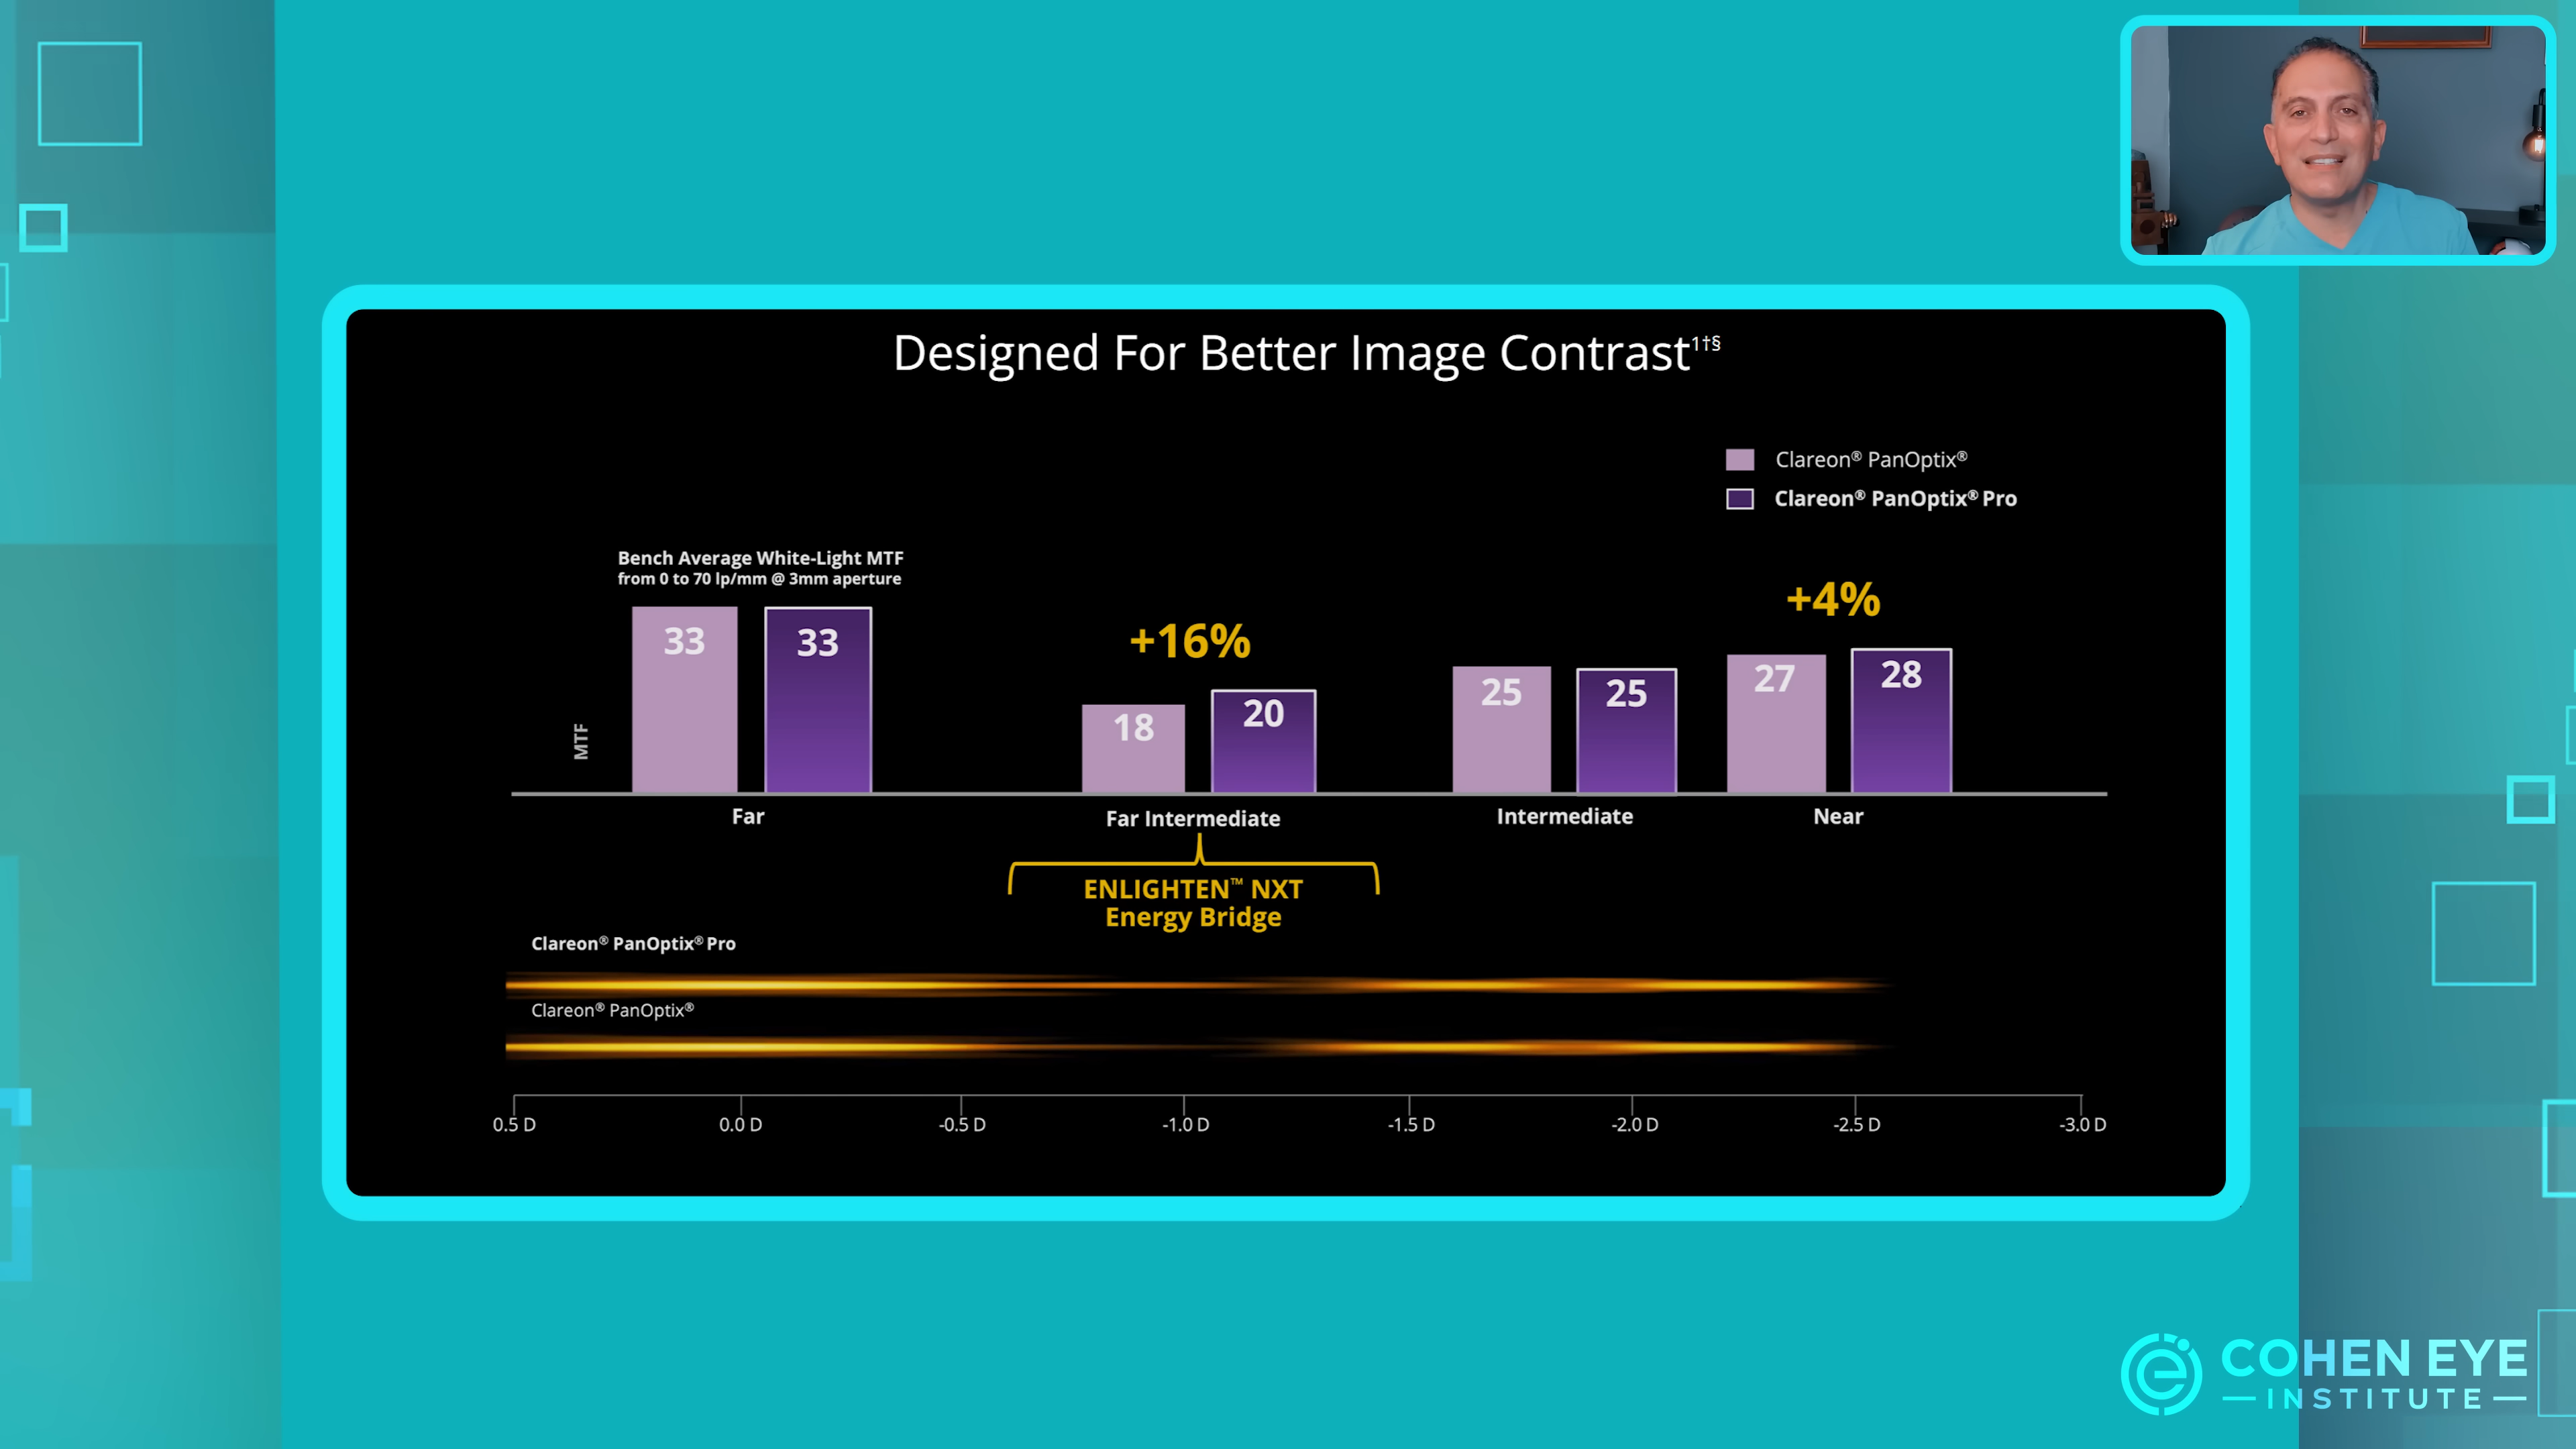 Designed For Better Image Contrast¹†§
Clareon® PanOptix®
Clareon® PanOptix® Pro
Bench Average White-Light MTF
from 0 to 70 lp/mm @ 3mm aperture
+16%
+4%
MTF
33
33
18
20
25
25
27
28
Far
Far Intermediate
Intermediate
Near
ENLIGHTEN™ NXT
Energy Bridge
Clareon® PanOptix® Pro
Clareon® PanOptix®
0.5 D
0.0 D
-0.5 D
-1.0 D
-1.5 D
-2.0 D
-2.5 D
-3.0 D
COHEN EYE
INSTITUTE